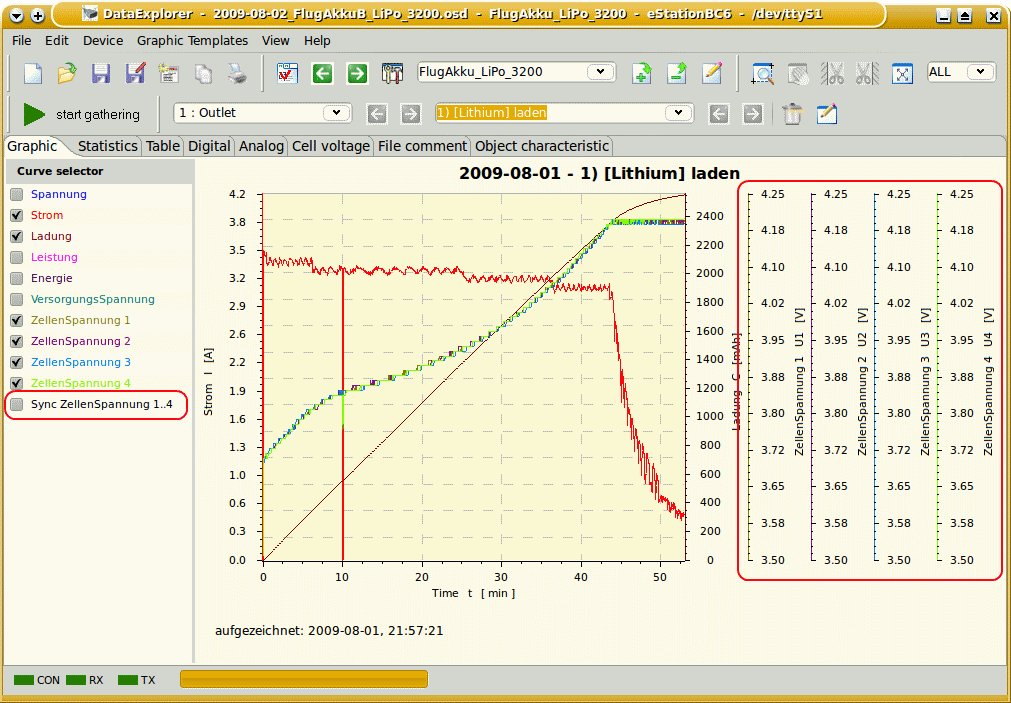 DataExplorer - 2009-08-02_FlugAkkuB_LiPo_3200.osd - FlugAkku_LiPo_3200 - eStationBC6 - /dev/ttyS1
File Edit Device Graphic Templates View Help
FlugAkku_LiPo_3200 ALL
start gathering 1 : Outlet 1) [Lithium] laden
Graphic Statistics Table Digital Analog Cell voltage File comment Object characteristic
Curve selector
Spannung
Strom
Ladung
Leistung
Energie
VersorgungsSpannung
ZellenSpannung 1
ZellenSpannung 2
ZellenSpannung 3
ZellenSpannung 4
Sync ZellenSpannung 1..4
2009-08-01 - 1) [Lithium] laden
Strom I [A]
4.2
3.8
3.5
3.2
2.9
2.6
2.2
1.9
1.6
1.3
1.0
0.6
0.3
0.0
0 10 20 30 40 50
Time t [ min ]
2400
2200
2000
1800
1600
1400
1200
1000
800
600
400
200
0
Ladung C [mAh]
4.25 4.25 4.25 4.25
4.18 4.18 4.18 4.18
4.10 4.10 4.10 4.10
4.02 4.02 4.02 4.02
3.95 3.95 3.95 3.95
3.88 3.88 3.88 3.88
3.80 3.80 3.80 3.80
3.72 3.72 3.72 3.72
3.65 3.65 3.65 3.65
3.58 3.58 3.58 3.58
3.50 3.50 3.50 3.50
ZellenSpannung 1 U1 [V]
ZellenSpannung 2 U2 [V]
ZellenSpannung 3 U3 [V]
ZellenSpannung 4 U4 [V]
aufgezeichnet: 2009-08-01, 21:57:21
CON RX TX